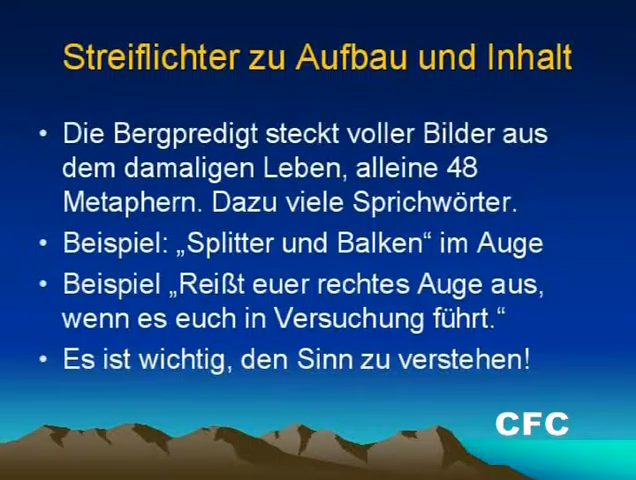 Streiflichter zu Aufbau und Inhalt
• Die Bergpredigt steckt voller Bilder aus
dem damaligen Leben, alleine 48
Metaphern. Dazu viele Sprichwörter.
• Beispiel: „Splitter und Balken“ im Auge
• Beispiel „Reißt euer rechtes Auge aus,
wenn es euch in Versuchung führt.“
• Es ist wichtig, den Sinn zu verstehen!
CFC